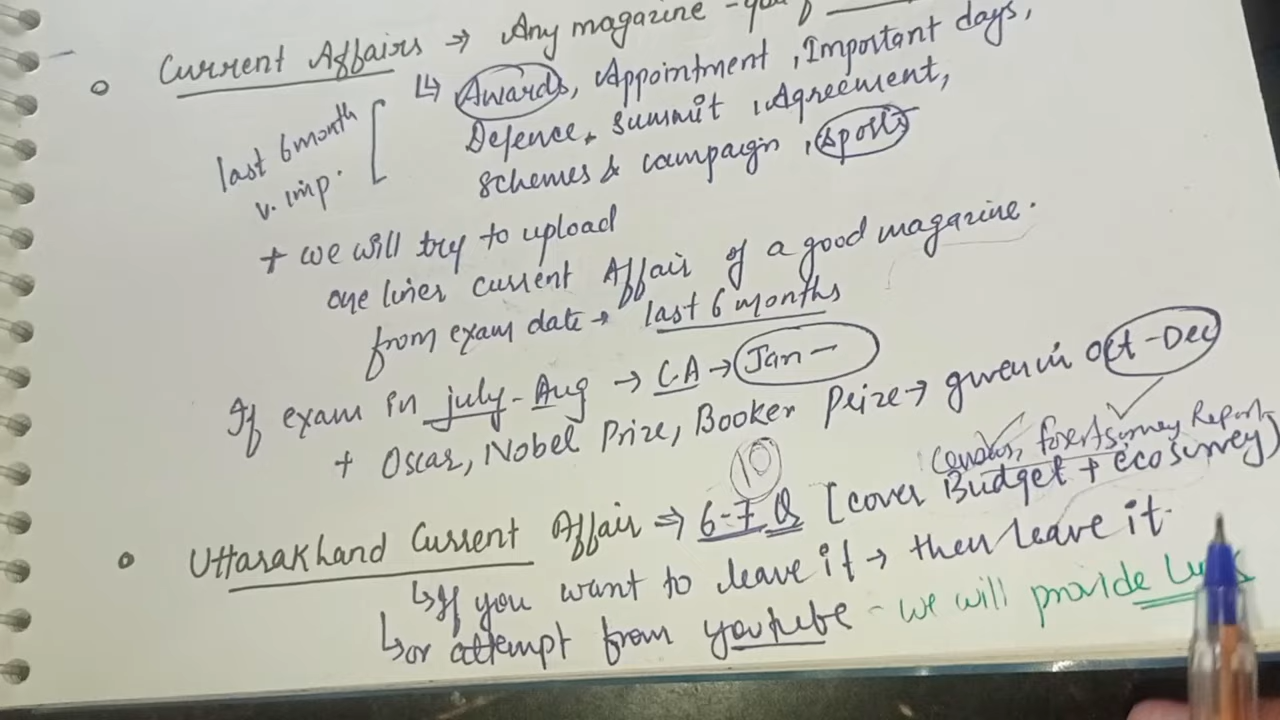 Current Affairs → Any magazine - you
↳ Awards, Appointment, Important days,
last 6 month
v. imp.
Defence, Summit, Agreement,
Schemes & campaign, sports
+ we will try to upload
one liner current Affair of a good magazine.
from exam date → last 6 months
If exam in july - Aug → CA → Jan -
+ Oscar, Nobel Prize, Booker Prize → given in Oct - Dec
10
Census, forest survey Report,
Uttarakhand Current Affair ⇒ 6-7 Q [cover Budget + eco survey)
↳ If you want to leave it → then leave it.
↳ or attempt from youtube - we will provide